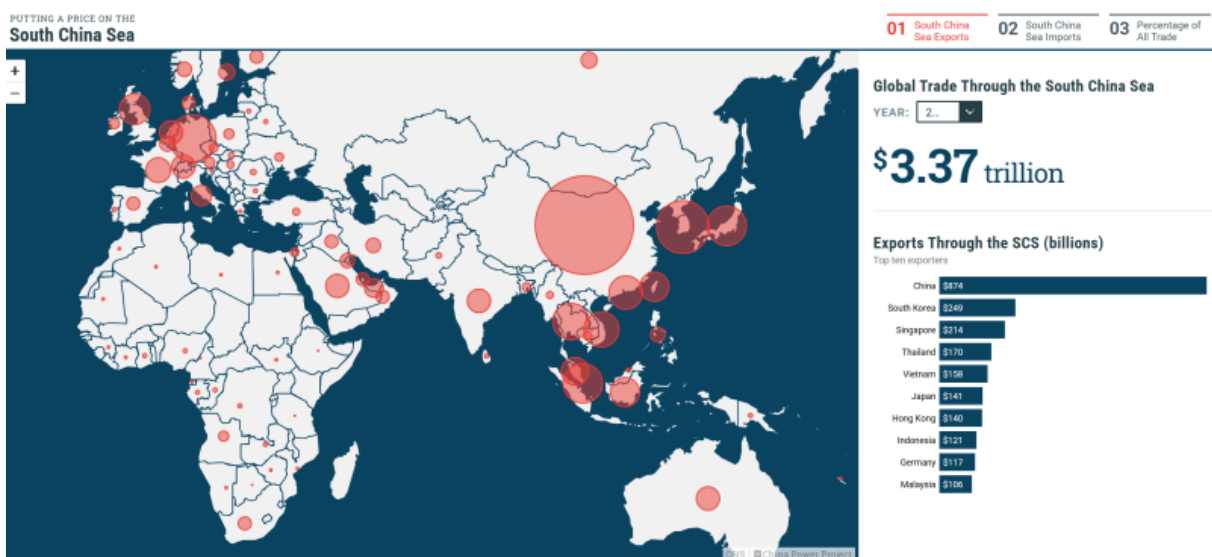 PUTTING A PRICE ON THE
South China Sea
01 South China Sea Exports
02 South China Sea Imports
03 Percentage of All Trade
+
−
Global Trade Through the South China Sea
YEAR: 2...
$3.37 trillion
Exports Through the SCS (billions)
Top ten exporters
China $874
South Korea $249
Singapore $214
Thailand $170
Vietnam $158
Japan $141
Hong Kong $140
Indonesia $121
Germany $117
Malaysia $106
CSIS | China Power Project